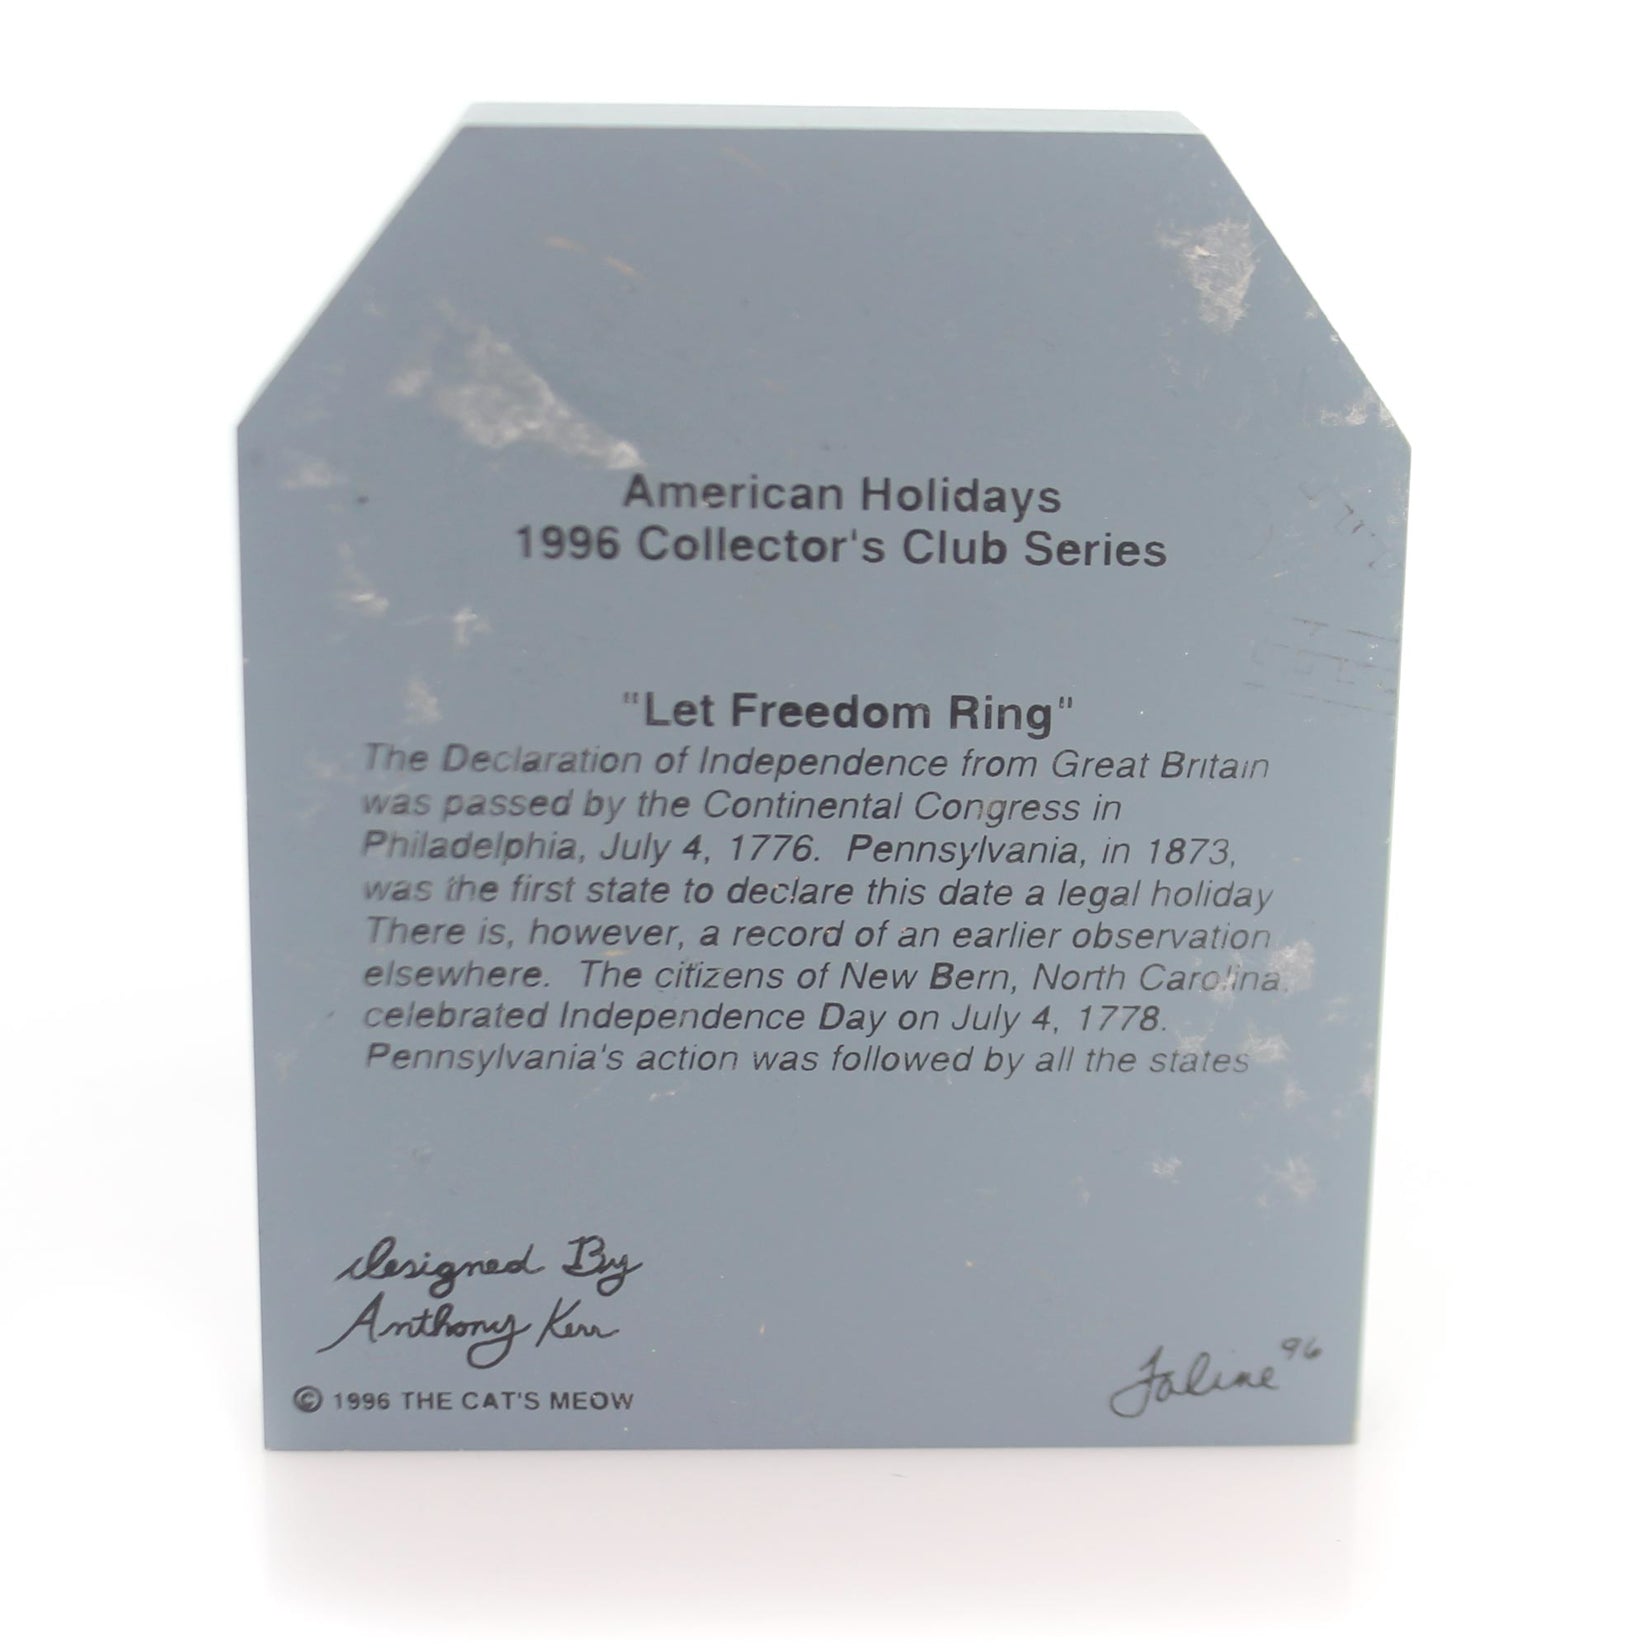 American Holidays
1996 Collector's Club Series
"Let Freedom Ring"
The Declaration of Independence from Great Britain
was passed by the Continental Congress in
Philadelphia, July 4, 1776. Pennsylvania, in 1873,
was the first state to declare this date a legal holiday
There is, however, a record of an earlier observation
elsewhere. The citizens of New Bern, North Carolina,
celebrated Independence Day on July 4, 1778.
Pennsylvania's action was followed by all the states
designed By
Anthony Kerr
© 1996 THE CAT'S MEOW
Faline 96